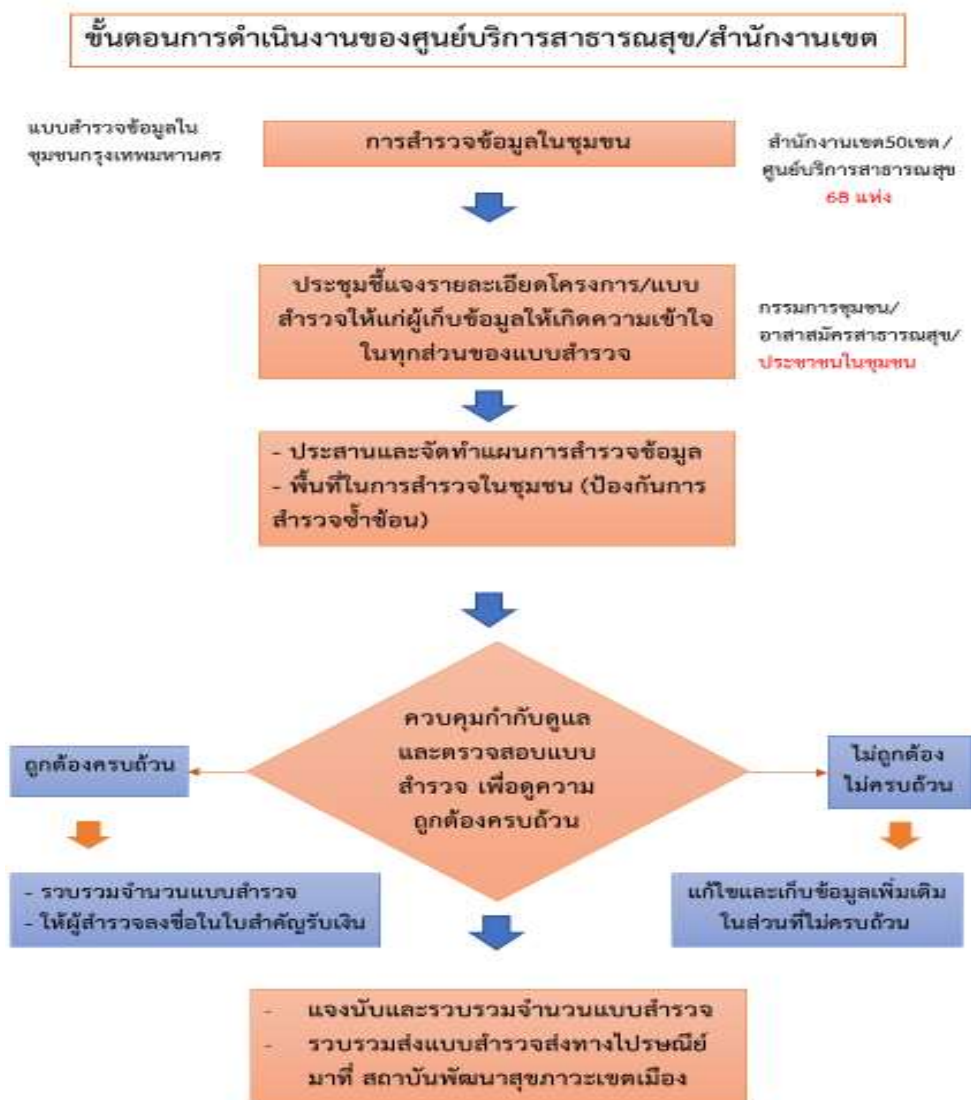 ขั้นตอนการดำเนินงานของศูนย์บริการสาธารณสุข/สำนักงานเขต
แบบสำรวจข้อมูลใน
ชุมชนกรุงเทพมหานคร
การสำรวจข้อมูลในชุมชน
สำนักงานเขต50เขต/
ศูนย์บริการสาธารณสุข
68 แห่ง
ประชุมชี้แจงรายละเอียดโครงการ/แบบ
สำรวจให้แก่ผู้เก็บข้อมูลให้เกิดความเข้าใจ
ในทุกส่วนของแบบสำรวจ
กรรมการชุมชน/
อาสาสมัครสาธารณสุข/
ประชาชนในชุมชน
- ประสานและจัดทำแผนการสำรวจข้อมูล
- พื้นที่ในการสำรวจในชุมชน (ป้องกันการ
สำรวจซ้ำซ้อน)
ควบคุมกำกับดูแล
และตรวจสอบแบบ
สำรวจ เพื่อดูความ
ถูกต้องครบถ้วน
ถูกต้องครบถ้วน
ไม่ถูกต้อง
ไม่ครบถ้วน
- รวบรวมจำนวนแบบสำรวจ
- ให้ผู้สำรวจลงชื่อในใบสำคัญรับเงิน
แก้ไขและเก็บข้อมูลเพิ่มเติม
ในส่วนที่ไม่ครบถ้วน
- แจงนับและรวบรวมจำนวนแบบสำรวจ
- รวบรวมส่งแบบสำรวจส่งทางไปรษณีย์
มาที่ สถาบันพัฒนาสุขภาวะเขตเมือง